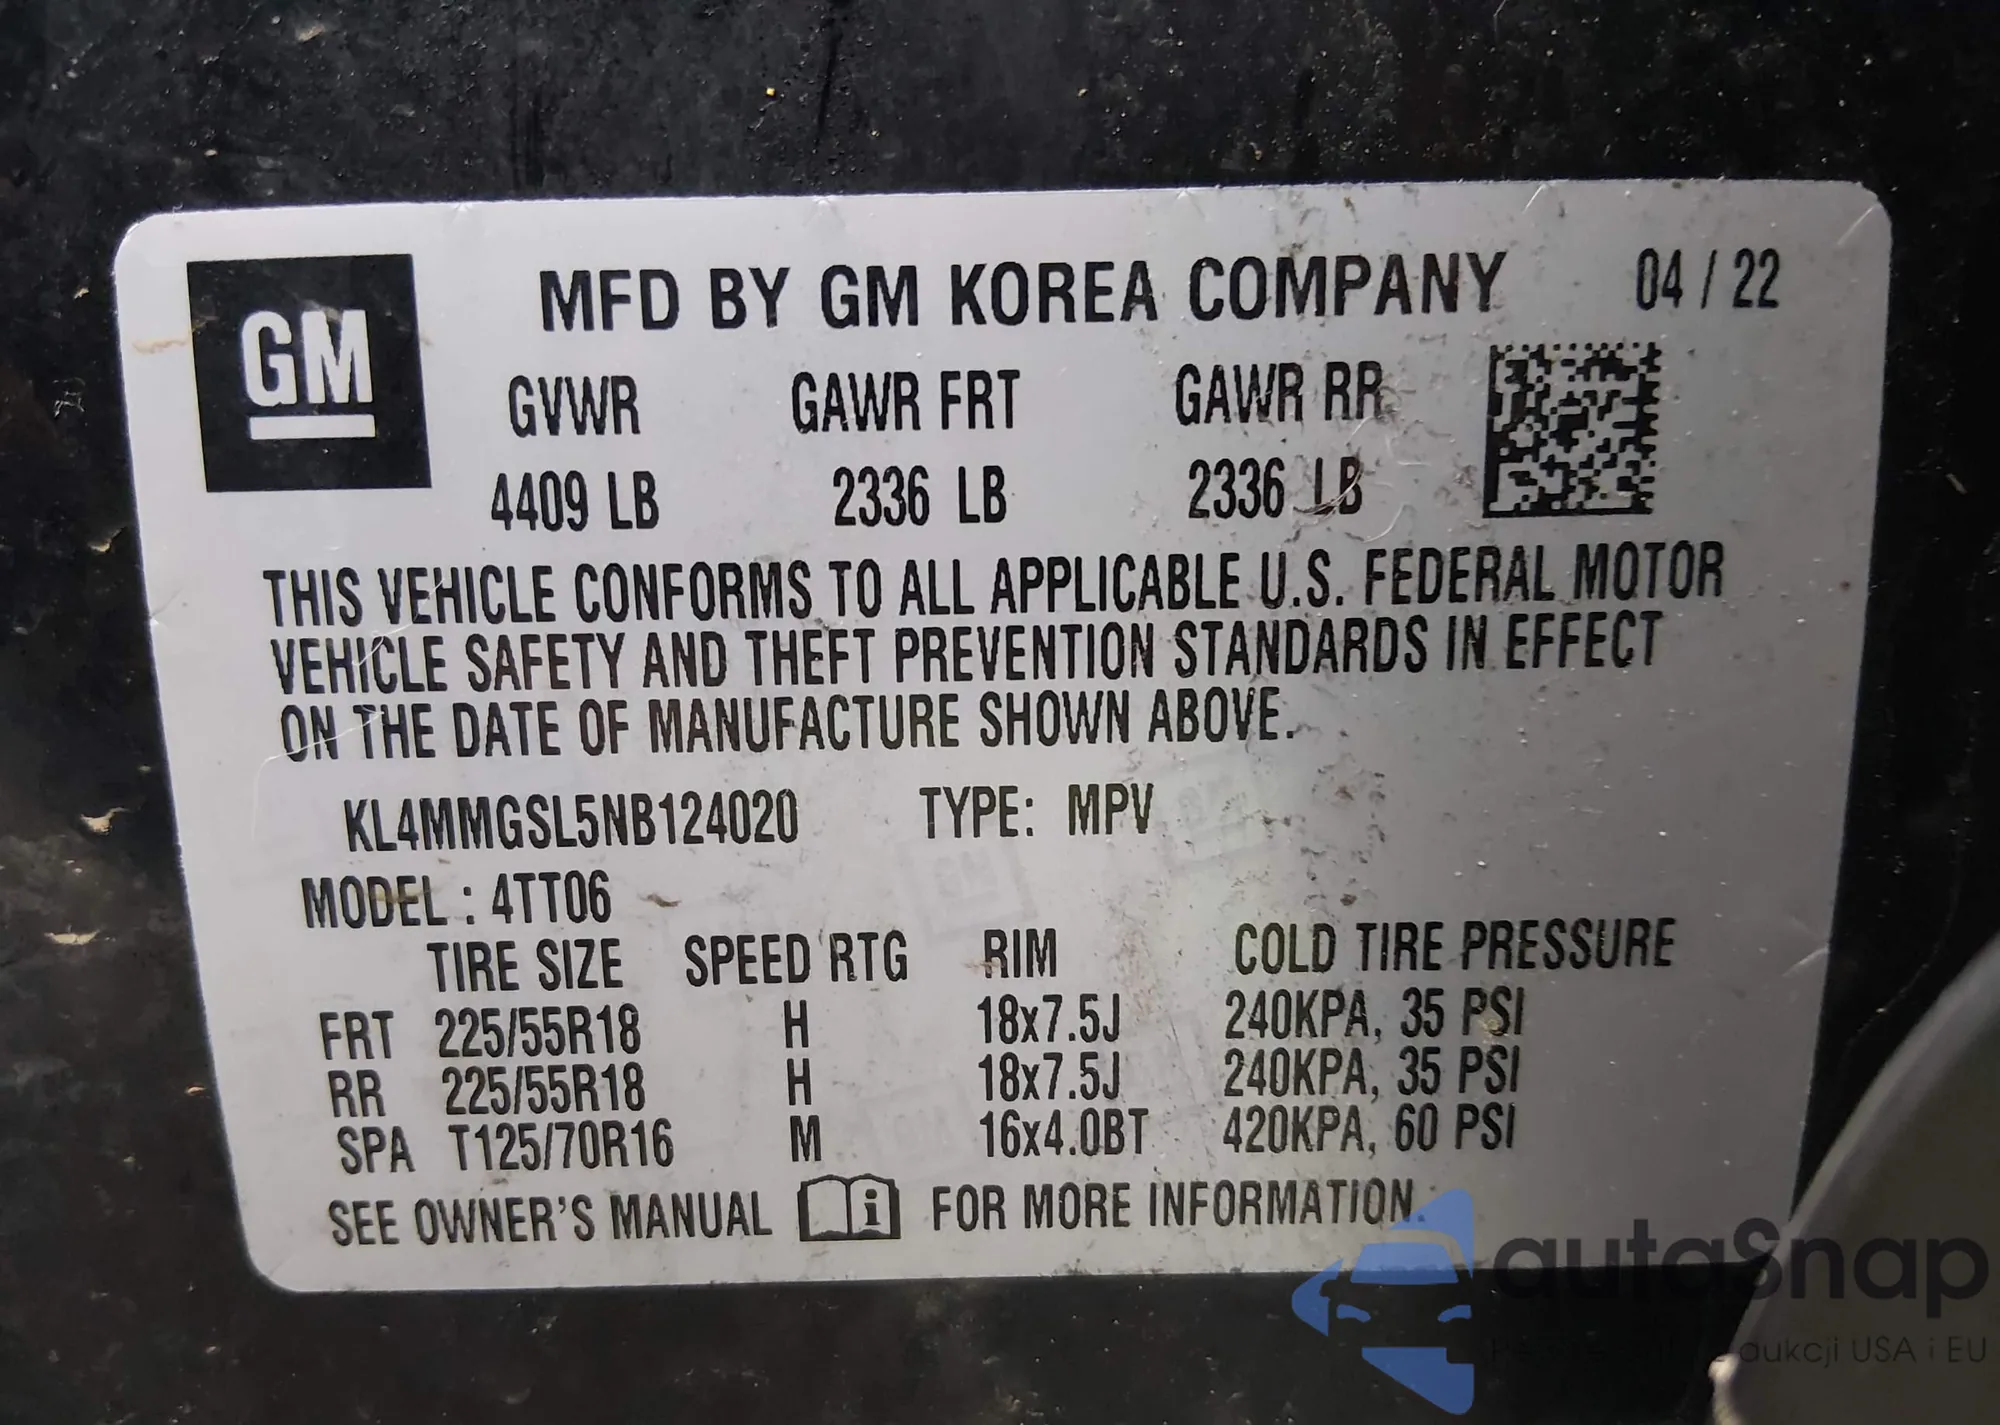 GM
MFD BY GM KOREA COMPANY 04 / 22
GVWR GAWR FRT GAWR RR
4409 LB 2336 LB 2336 LB
THIS VEHICLE CONFORMS TO ALL APPLICABLE U.S. FEDERAL MOTOR
VEHICLE SAFETY AND THEFT PREVENTION STANDARDS IN EFFECT
ON THE DATE OF MANUFACTURE SHOWN ABOVE.
KL4MMGSL5NB124020 TYPE: MPV
MODEL : 4TT06
TIRE SIZE SPEED RTG RIM COLD TIRE PRESSURE
FRT 225/55R18 H 18x7.5J 240KPA, 35 PSI
RR 225/55R18 H 18x7.5J 240KPA, 35 PSI
SPA T125/70R16 M 16x4.0BT 420KPA, 60 PSI
SEE OWNER'S MANUAL i FOR MORE INFORMATION.
autaSnap
aukcji USA i EU